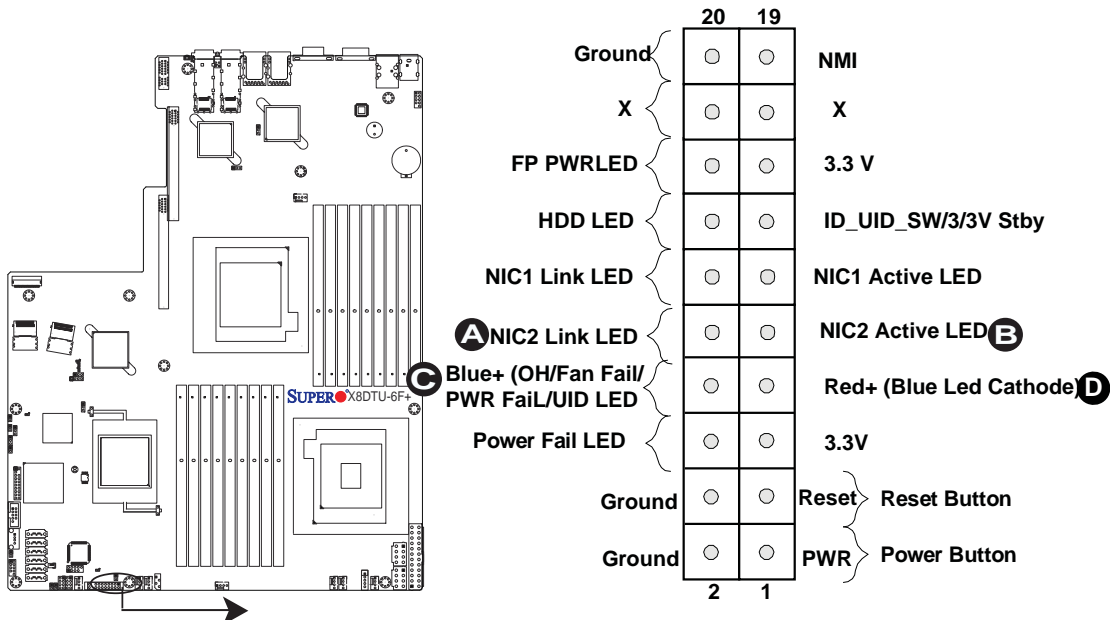 20 19
Ground NMI
X X
FP PWRLED 3.3 V
HDD LED ID_UID_SW/3/3V Stby
NIC1 Link LED NIC1 Active LED
A NIC2 Link LED NIC2 Active LED B
C Blue+ (OH/Fan Fail/
PWR FaiL/UID LED Red+ (Blue Led Cathode) D
SUPER X8DTU-6F+
Power Fail LED 3.3V
Ground Reset Reset Button
Ground PWR Power Button
2 1